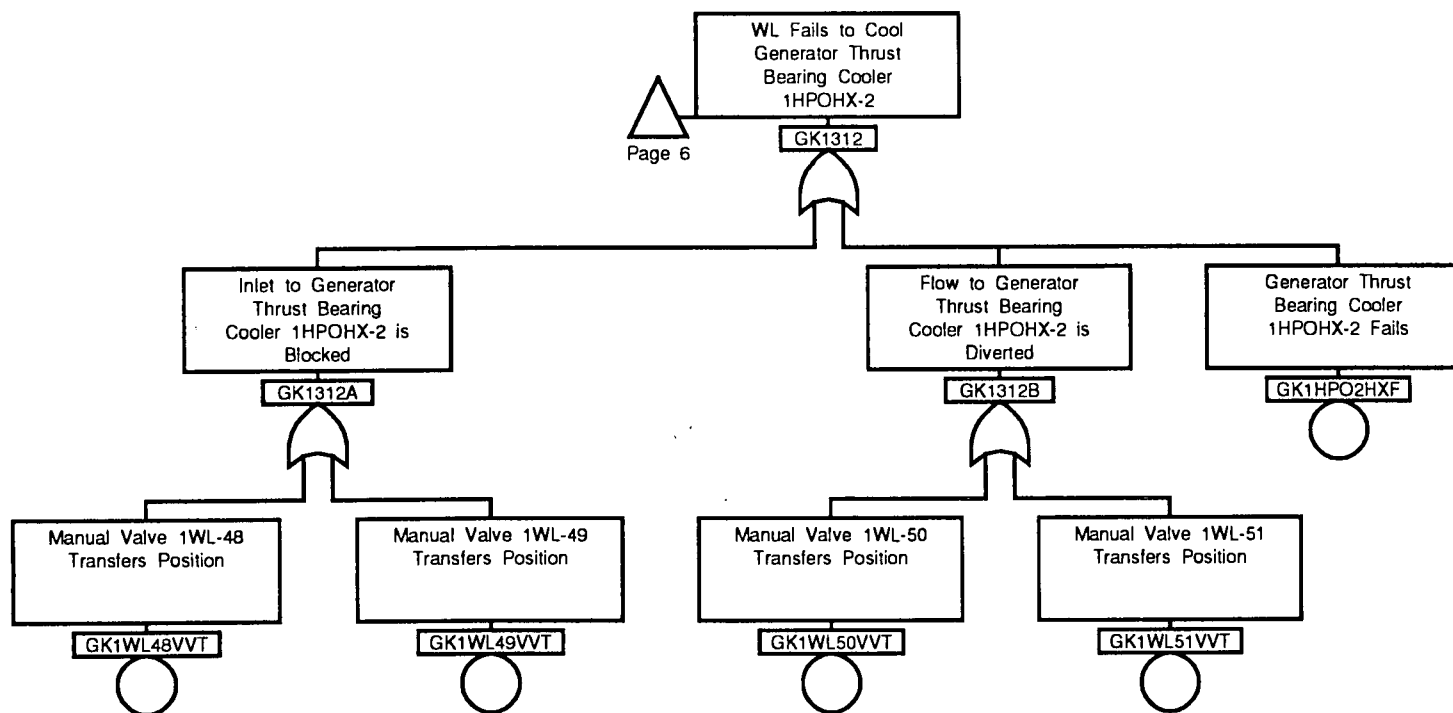 WL Fails to Cool
Generator Thrust
Bearing Cooler
1HPOHX-2
Page 6
GK1312
Inlet to Generator
Thrust Bearing
Cooler 1HPOHX-2 is
Blocked
GK1312A
Flow to Generator
Thrust Bearing
Cooler 1HPOHX-2 is
Diverted
GK1312B
Generator Thrust
Bearing Cooler
1HPOHX-2 Fails
GK1HPO2HXF
Manual Valve 1WL-48
Transfers Position
GK1WL48VVT
Manual Valve 1WL-49
Transfers Position
GK1WL49VVT
Manual Valve 1WL-50
Transfers Position
GK1WL50VVT
Manual Valve 1WL-51
Transfers Position
GK1WL51VVT